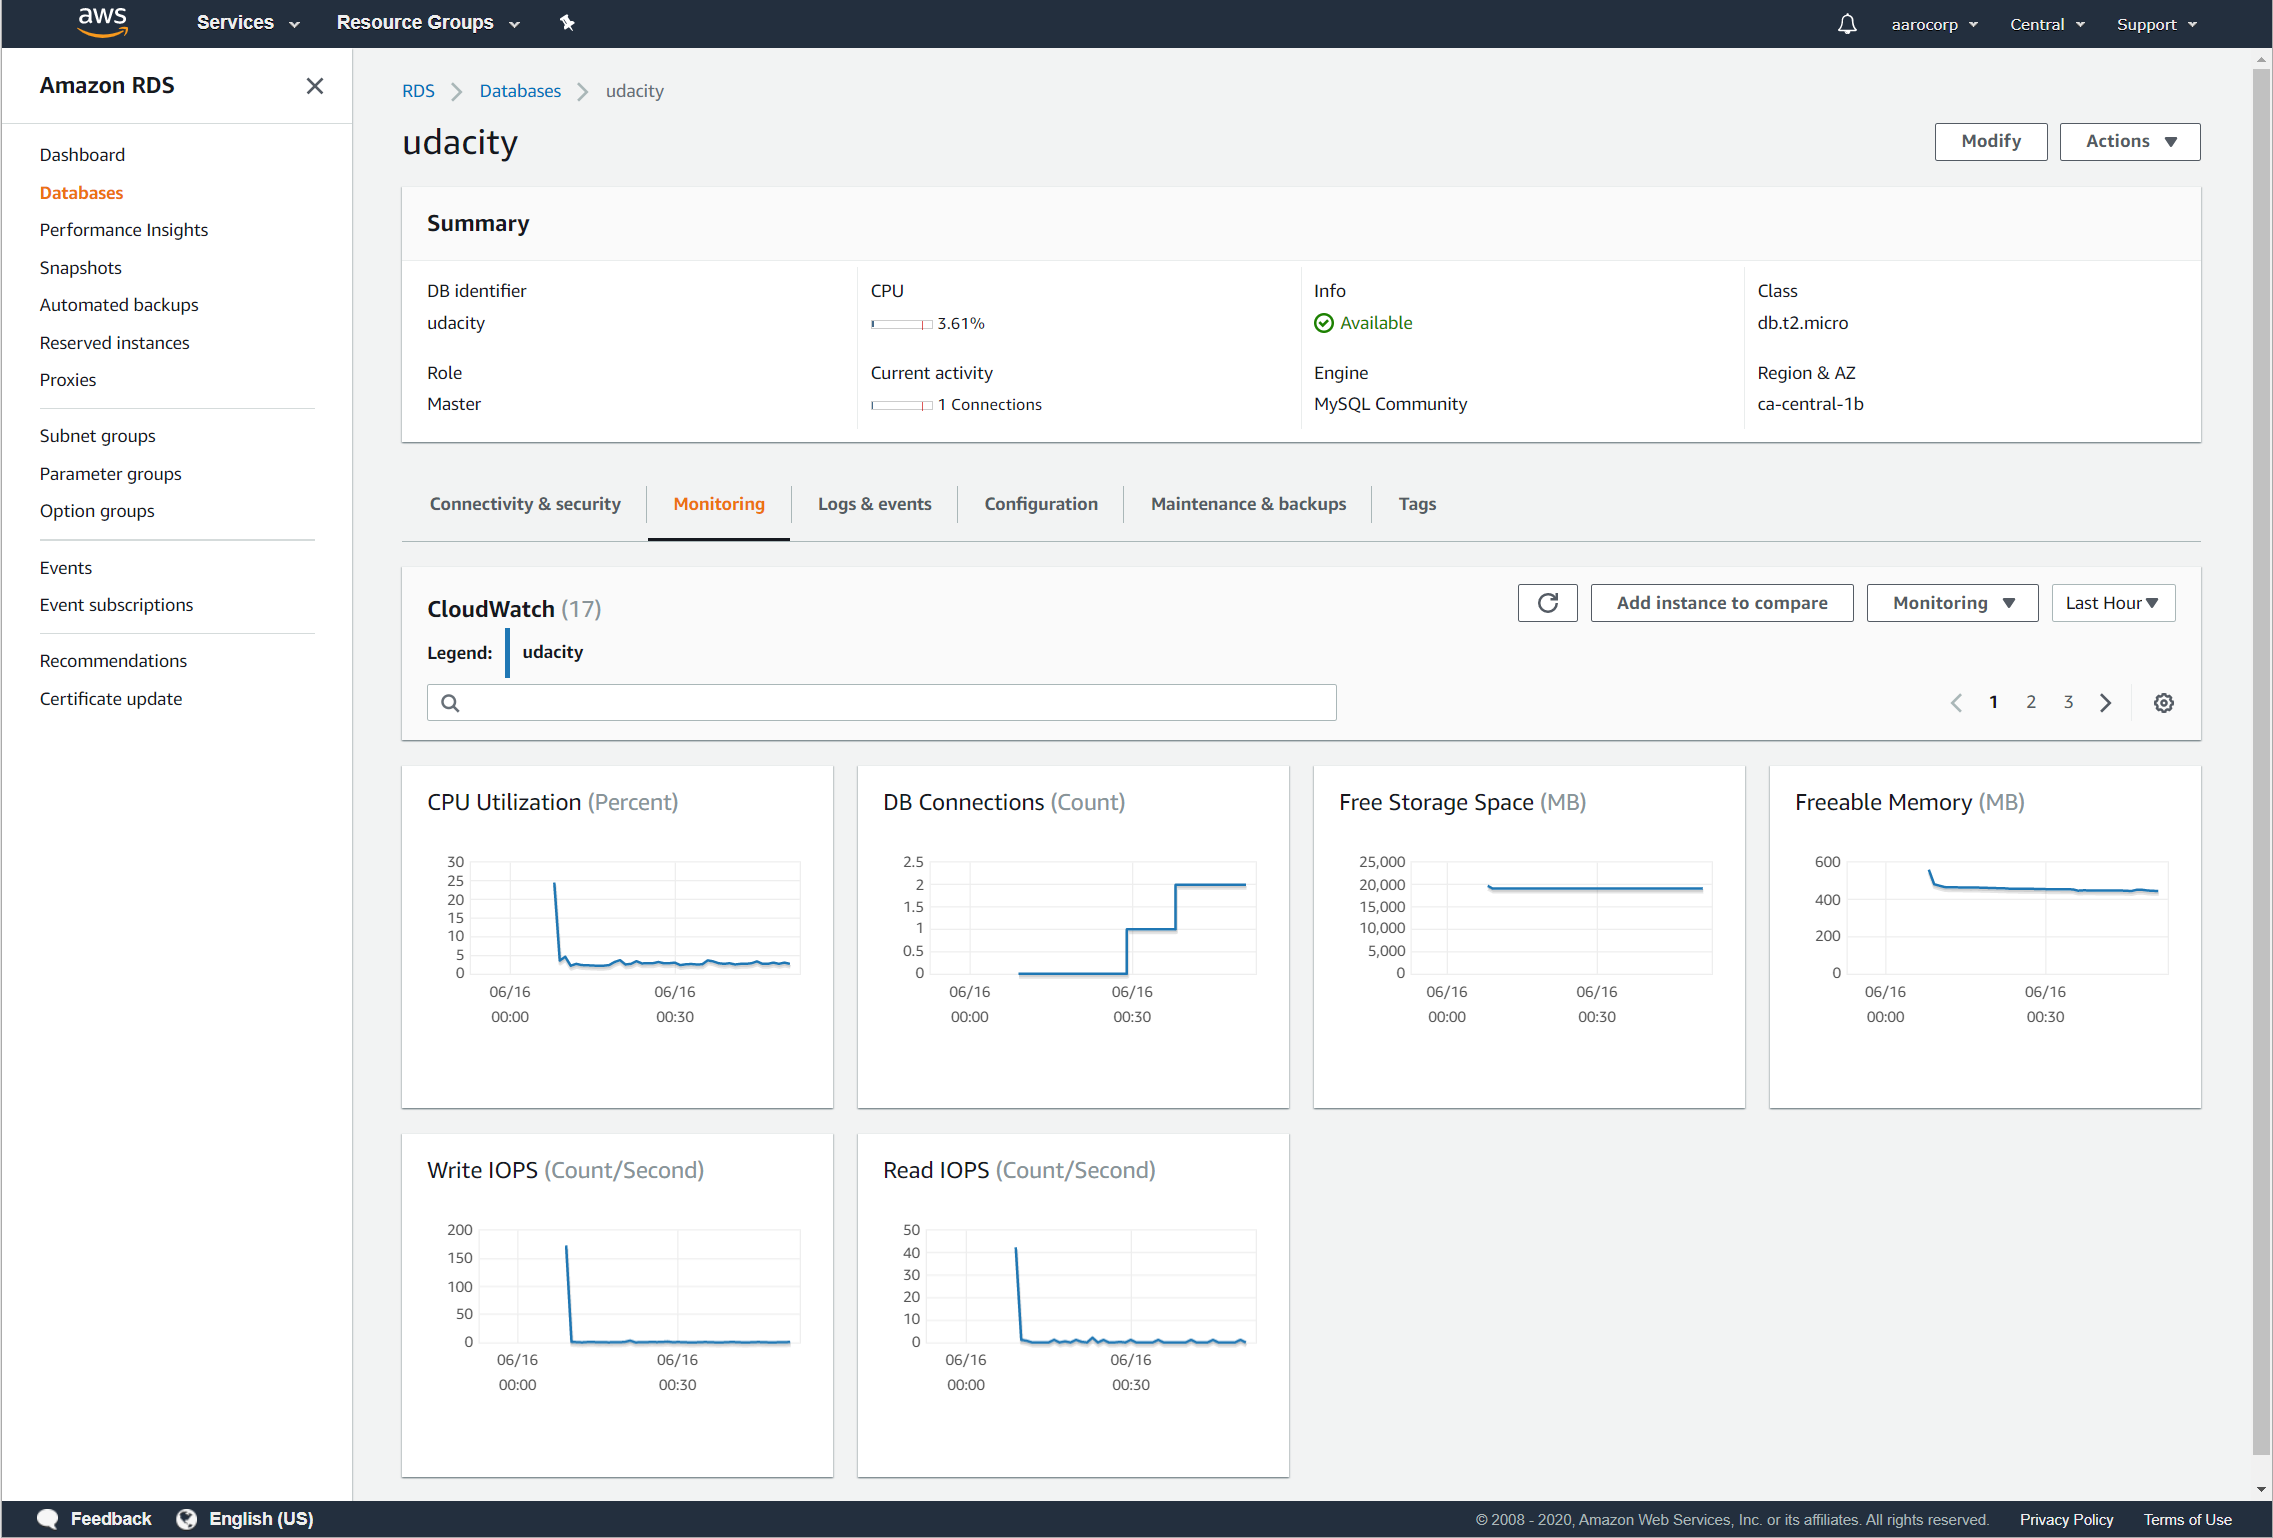 aws
Services
Resource Groups
aarocorp
Central
Support
Amazon RDS
Dashboard
Databases
Performance Insights
Snapshots
Automated backups
Reserved instances
Proxies
Subnet groups
Parameter groups
Option groups
Events
Event subscriptions
Recommendations
Certificate update
RDS
Databases
udacity
udacity
Modify
Actions
Summary
DB identifier
udacity
CPU
3.61%
Info
Available
Class
db.t2.micro
Role
Master
Current activity
1 Connections
Engine
MySQL Community
Region & AZ
ca-central-1b
Connectivity & security
Monitoring
Logs & events
Configuration
Maintenance & backups
Tags
CloudWatch (17)
Add instance to compare
Monitoring
Last Hour
Legend:
udacity
1
2
3
CPU Utilization (Percent)
30
25
20
15
10
5
0
06/16
00:00
06/16
00:30
DB Connections (Count)
2.5
2
1.5
1
0.5
0
06/16
00:00
06/16
00:30
Free Storage Space (MB)
25,000
20,000
15,000
10,000
5,000
0
06/16
00:00
06/16
00:30
Freeable Memory (MB)
600
400
200
0
06/16
00:00
06/16
00:30
Write IOPS (Count/Second)
200
150
100
50
0
06/16
00:00
06/16
00:30
Read IOPS (Count/Second)
50
40
30
20
10
0
06/16
00:00
06/16
00:30
Feedback
English (US)
© 2008 - 2020, Amazon Web Services, Inc. or its affiliates. All rights reserved.
Privacy Policy
Terms of Use